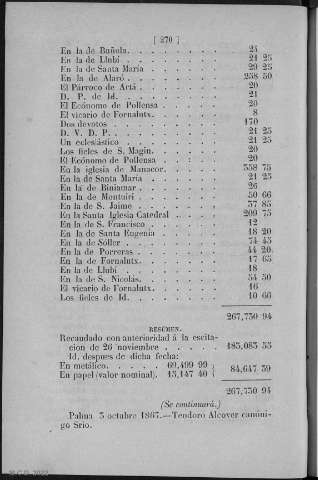 [ 270 ]
En la de Buñola. . . . . . . . . 25
En la de Llubí . . . . . . . . . 21 25
En la de Santa María . . . . . . . 29 25
En la de Alaró. . . . . . . . . 258 50
El Párroco de Artá . . . . . . . . 20
D. P. de Id. . . . . . . . . . 21
El Ecónomo de Pollensa . . . . . . . 20
El vicario de Fornalutx. . . . . . . 8
Dos devotos . . . . . . . . . 170
D. V. D. P. . . . . . . . . . 21 25
Un eclesiástico . . . . . . . . . 21 25
Los fieles de S. Magin. . . . . . . 20
El Ecónomo de Pollensa . . . . . . . 20
En la iglesia de Manacor. . . . . . . 558 75
En la de Santa María . . . . . . . 21 25
En la de Biniamar . . . . . . . . 26
En la de Montuiri . . . . . . . . 50 66
En la de S. Jaime . . . . . . . . 57 85
En la Santa Iglesia Catedral . . . . . 209 75
En la de S. Francisco . . . . . . . 12
En la de Santa Eugenia . . . . . . . 18 20
En la de Sóller . . . . . . . . . 74 45
En la de Porreras . . . . . . . . 44 20
En la de Fornalutx. . . . . . . . 17 65
En la de Llubí . . . . . . . . . 18
En la de S. Nicolás. . . . . . . . 54 50
El vicario de Fornalutx. . . . . . . 16
Los fieles de Id. . . . . . . . . 10 66
267,730 94
RESÚMEN.
Recaudado con anterioridad á la escita-
cion de 26 noviembre . . . . . 183,083 55
Id. despues de dicha fecha:
En metálico. . . . . . 69,499 99
En papel (valor nominal). 15,147 40 84,647 39
267,730 94
(Se continuará.)
Palma 5 octubre 1867.—Teodoro Alcover canóni-
go Srio.